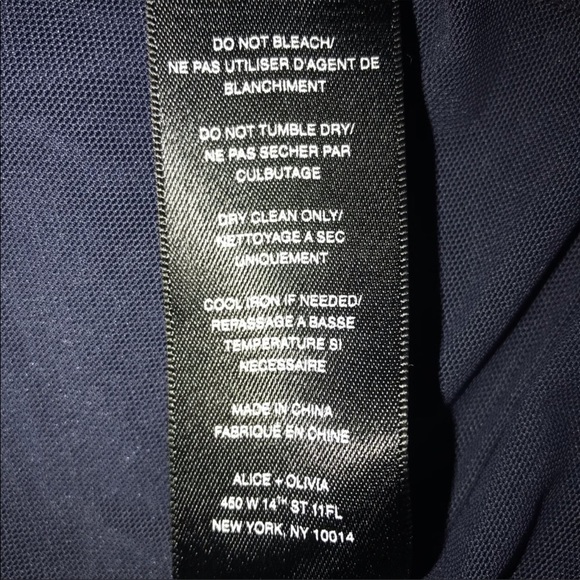 DO NOT BLEACH/
NE PAS UTILISER D'AGENT DE
BLANCHIMENT
DO NOT TUMBLE DRY/
NE PAS SECHER PAR
CULBUTAGE
DRY CLEAN ONLY/
NETTOYAGE A SEC
UNIQUEMENT
COOL IRON IF NEEDED/
REPASSAGE A BASSE
TEMPERATURE SI
NECESSAIRE
MADE IN CHINA
FABRIQUE EN CHINE
ALICE + OLIVIA
450 W 14TH ST 11FL
NEW YORK, NY 10014